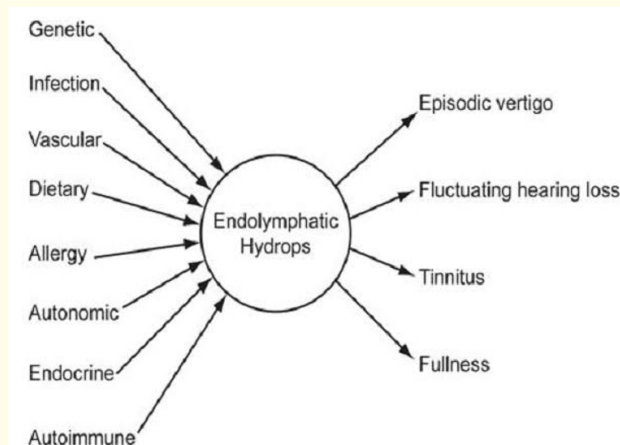 Genetic
Infection
Vascular
Dietary
Allergy
Autonomic
Endocrine
Autoimmune
Endolymphatic
Hydrops
Episodic vertigo
Fluctuating hearing loss
Tinnitus
Fullness